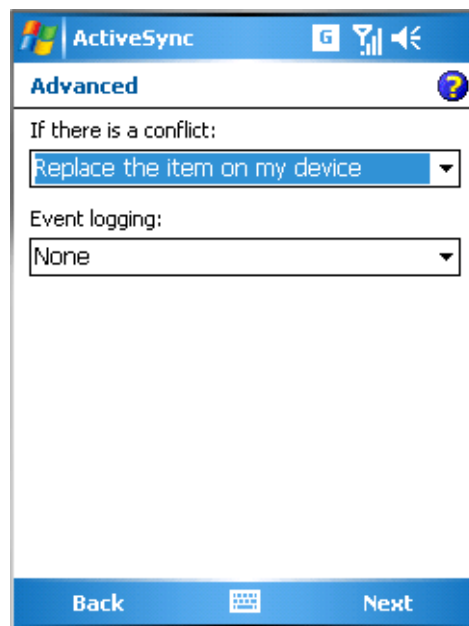 ActiveSync G
Advanced ?
If there is a conflict:
Replace the item on my device
Event logging:
None
Back Next